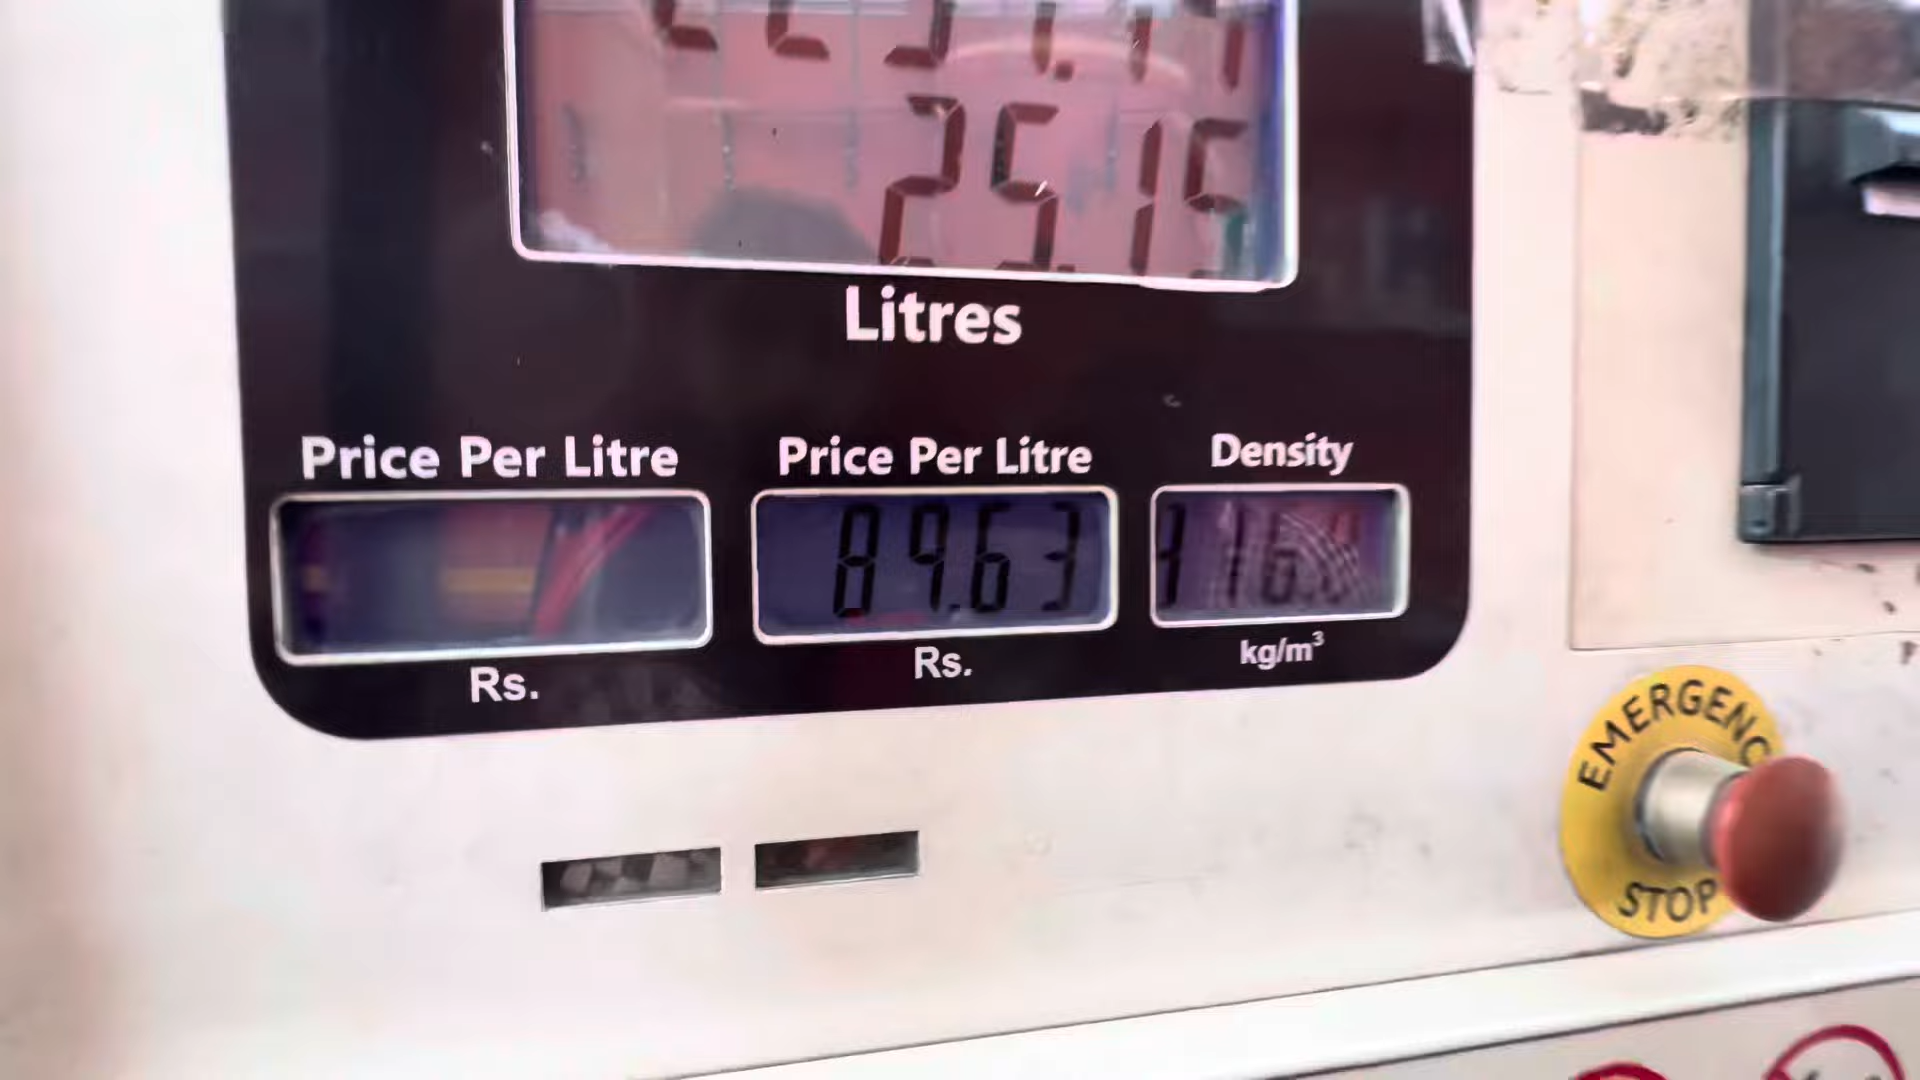 25.15
Litres
Price Per Litre
Price Per Litre
Density
89.63
Rs.
Rs.
kg/m³
EMERGENC
STOP